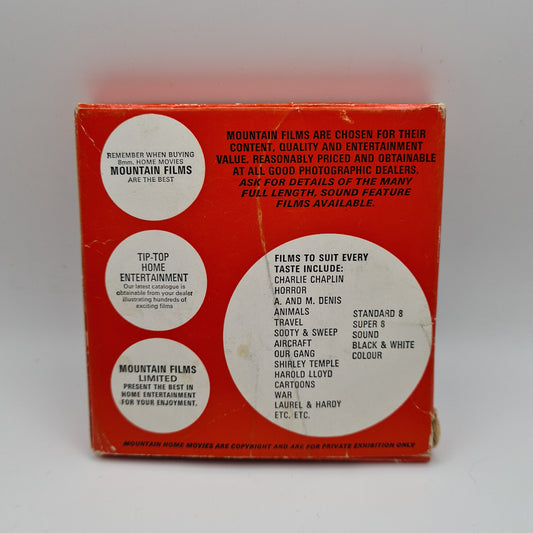 REMEMBER WHEN BUYING
8mm. HOME MOVIES
MOUNTAIN FILMS
ARE THE BEST
MOUNTAIN FILMS ARE CHOSEN FOR THEIR
CONTENT, QUALITY AND ENTERTAINMENT
VALUE. REASONABLY PRICED AND OBTAINABLE
AT ALL GOOD PHOTOGRAPHIC DEALERS.
ASK FOR DETAILS OF THE MANY
FULL LENGTH, SOUND FEATURE
FILMS AVAILABLE.
TIP-TOP
HOME
ENTERTAINMENT
Our latest catalogue is
obtainable from your dealer
illustrating hundreds of
exciting films
MOUNTAIN FILMS
LIMITED
PRESENT THE BEST IN
HOME ENTERTAINMENT
FOR YOUR ENJOYMENT.
FILMS TO SUIT EVERY
TASTE INCLUDE:
CHARLIE CHAPLIN
HORROR
A. AND M. DENIS
ANIMALS
TRAVEL
SOOTY & SWEEP
AIRCRAFT
OUR GANG
SHIRLEY TEMPLE
HAROLD LLOYD
CARTOONS
WAR
LAUREL & HARDY
ETC. ETC.
STANDARD 8
SUPER 8
SOUND
BLACK & WHITE
COLOUR
MOUNTAIN HOME MOVIES ARE COPYRIGHT AND ARE FOR PRIVATE EXHIBITION ONLY